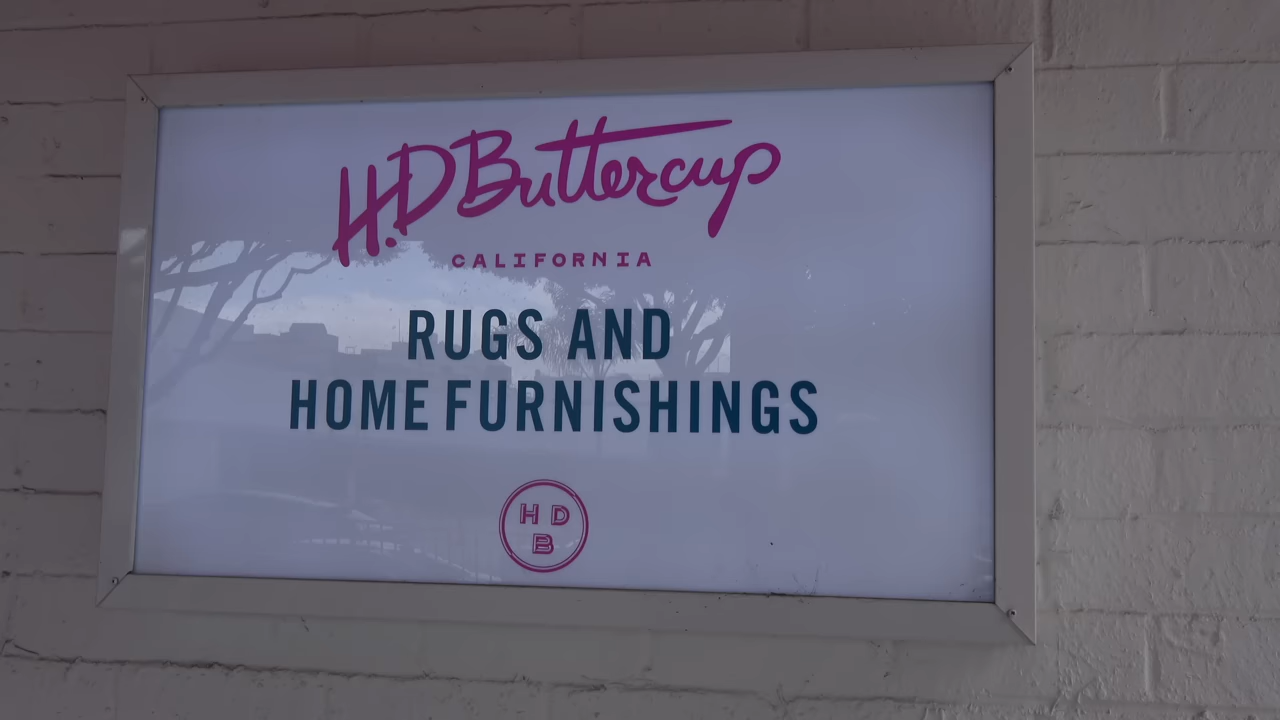 H.D Buttercup
CALIFORNIA
RUGS AND
HOME FURNISHINGS
H D
B